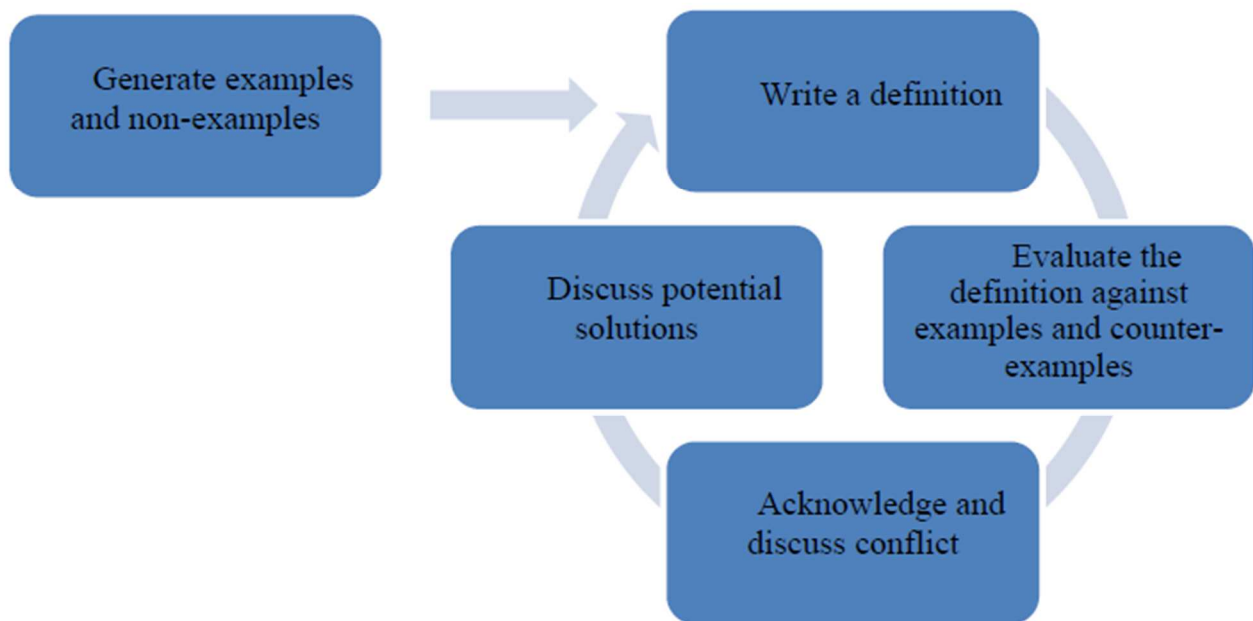 Generate examples
and non-examples
Write a definition
Evaluate the
definition against
examples and counter-
examples
Acknowledge and
discuss conflict
Discuss potential
solutions